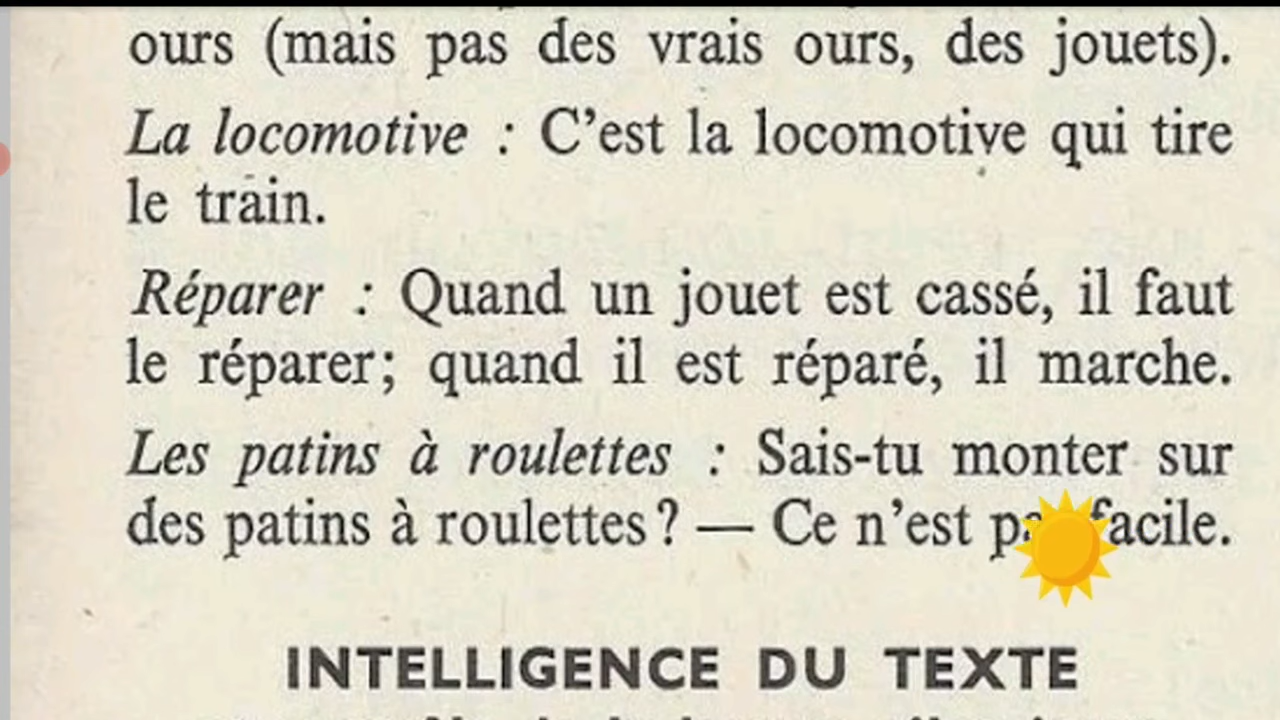 ours (mais pas des vrais ours, des jouets).
La locomotive : C'est la locomotive qui tire
le train.
Réparer : Quand un jouet est cassé, il faut
le réparer; quand il est réparé, il marche.
Les patins à roulettes : Sais-tu monter sur
des patins à roulettes ? — Ce n'est pas facile.
INTELLIGENCE DU TEXTE